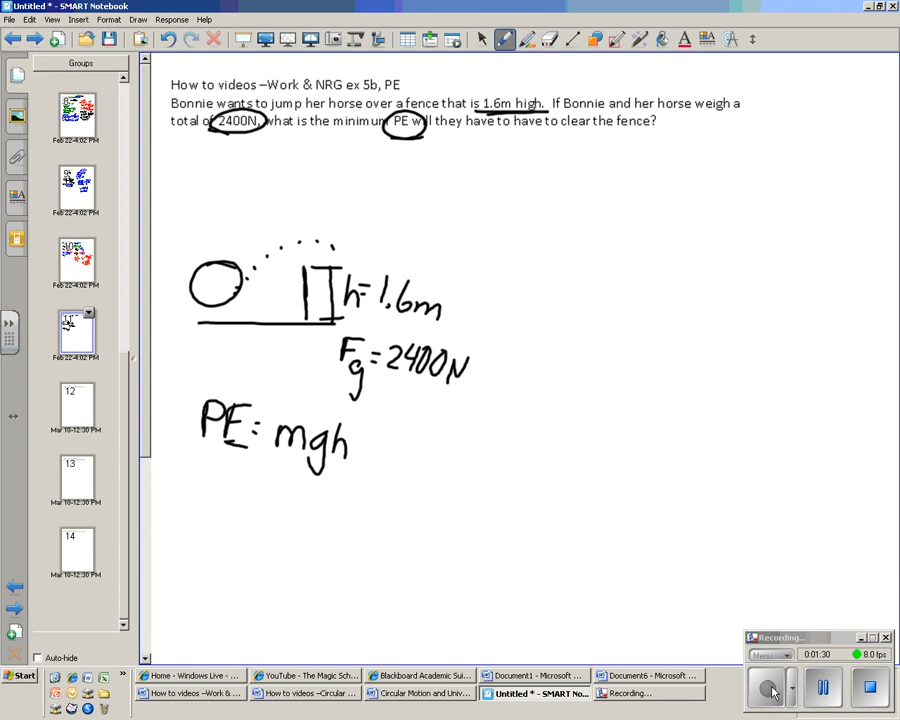 Untitled * - SMART Notebook
File Edit View Insert Format Draw Response Help
Groups
How to videos –Work & NRG ex 5b, PE
Bonnie wants to jump her horse over a fence that is 1.6m high. If Bonnie and her horse weigh a
total of 2400N, what is the minimum PE will they have to have to clear the fence?
h=1.6m
Fg=2400N
PE= mgh
8
Feb 22-4:02 PM
9
Feb 22-4:02 PM
10
Feb 22-4:02 PM
11
Feb 22-4:02 PM
12
Mar 10-12:30 PM
13
Mar 10-12:30 PM
14
Mar 10-12:30 PM
Auto-hide
Recording...
Menu 0:01:30 8.0 fps
Start
Home - Windows Live - ...
YouTube - The Magic Sch...
Blackboard Academic Sui...
Document1 - Microsoft ...
Document6 - Microsoft ...
How to videos –Work & ...
How to videos –Circular ...
Circular Motion and Univ...
Untitled * - SMART No...
Recording...